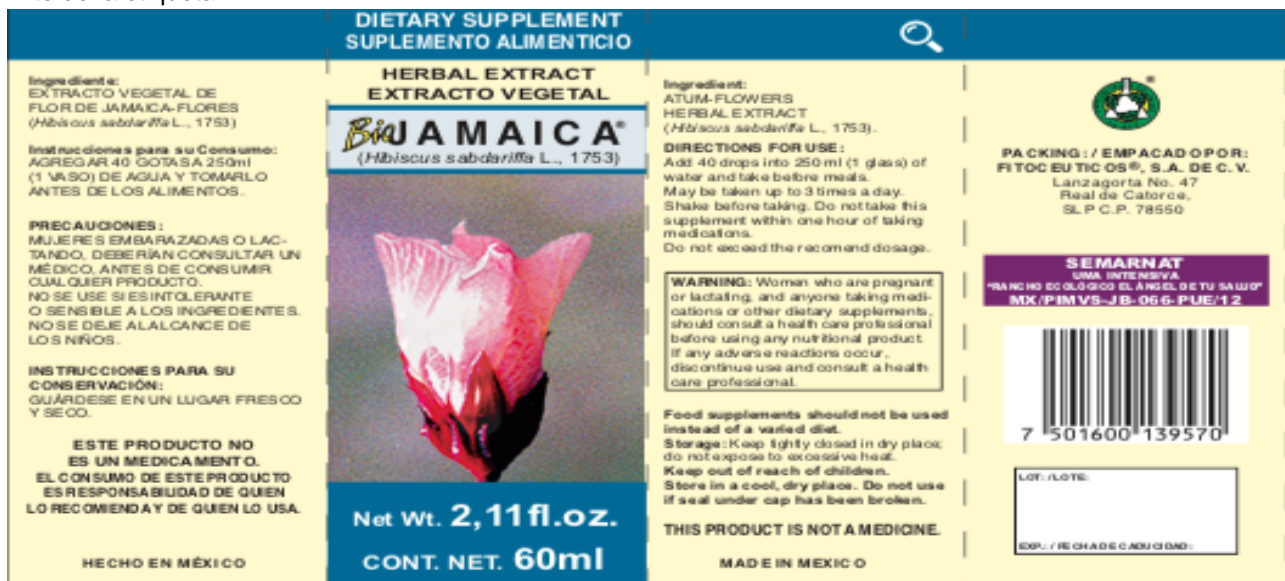 DIETARY SUPPLEMENT
SUPLEMENTO ALIMENTICIO
Ingrediente:
EXTRACTO VEGETAL DE
FLOR DE JAMAICA-FLORES
(Hibiscus sabdariffa L., 1753)
Instrucciones para su Consumo:
AGREGAR 40 GOTAS A 250ml
(1 VASO) DE AGUA Y TOMARLO
ANTES DE LOS ALIMENTOS.
PRECAUCIONES:
MUJERES EMBARAZADAS O LAC-
TANDO, DEBERÍAN CONSULTAR UN
MÉDICO, ANTES DE CONSUMIR
CUALQUIER PRODUCTO.
NO SE USE SI ES INTOLERANTE
O SENSIBLE A LOS INGREDIENTES.
NO SE DEJE AL ALCANCE DE
LOS NIÑOS.
INSTRUCCIONES PARA SU
CONSERVACIÓN:
GUÁRDESE EN UN LUGAR FRESCO
Y SECO.
ESTE PRODUCTO NO
ES UN MEDICAMENTO.
EL CONSUMO DE ESTE PRODUCTO
ES RESPONSABILIDAD DE QUIEN
LO RECOMIENDA Y DE QUIEN LO USA.
HECHO EN MÉXICO
HERBAL EXTRACT
EXTRACTO VEGETAL
BioJAMAICA®
(Hibiscus sabdariffa L., 1753)
Net Wt. 2,11fl.oz.
CONT. NET. 60ml
Ingredient:
ATUM-FLOWERS
HERBAL EXTRACT
(Hibiscus sabdariffa L., 1753).
DIRECTIONS FOR USE:
Add 40 drops into 250 ml (1 glass) of
water and take before meals.
May be taken up to 3 times a day.
Shake before taking. Do not take this
supplement within one hour of taking
medications.
Do not exceed the recomend dosage.
WARNING: Women who are pregnant
or lactating, and anyone taking medi-
cations or other dietary supplements,
should consult a health care professional
before using any nutritional product.
If any adverse reactions occur,
discontinue use and consult a health
care professional.
Food supplements should not be used
instead of a varied diet.
Storage: Keep tightly closed in dry place;
do not expose to excessive heat.
Keep out of reach of children.
Store in a cool, dry place. Do not use
if seal under cap has been broken.
THIS PRODUCT IS NOT A MEDICINE.
MADE IN MEXICO
®
PACKING: / EMPACADO POR:
FITOCEUTICOS®, S.A. DE C.V.
Lanzagorta No. 47
Real de Catorce,
SLP C.P. 78550
SEMARNAT
UMA INTENSIVA
"RANCHO ECOLÓGICO EL ÁNGEL DE TU SALUD"
MX/PIMVS-JB-066-PUE/12
7 501600 139570
LOT: /LOTE:
EXP.: / FECHA DE CADUCIDAD: